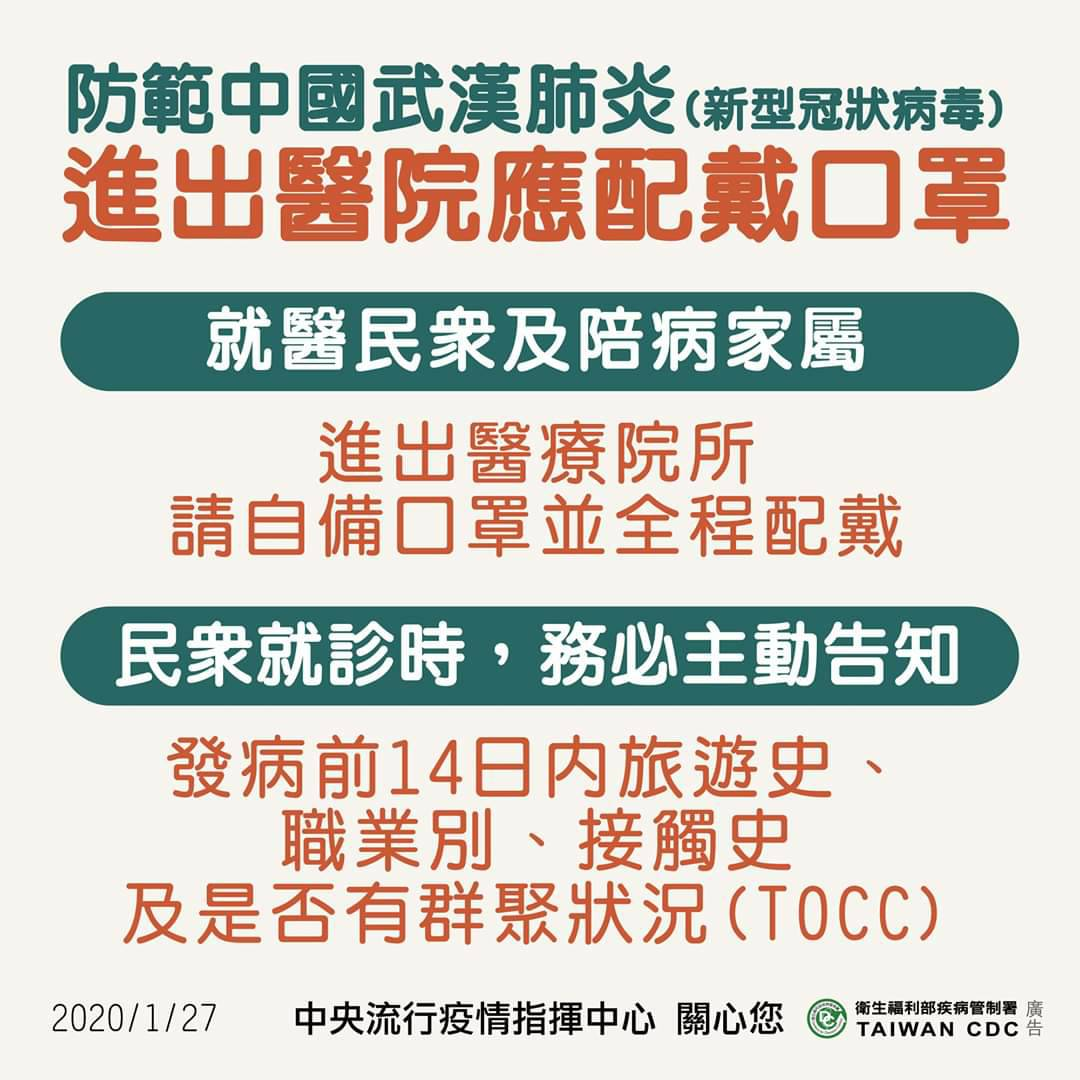 防範中國武漢肺炎(新型冠狀病毒)
進出醫院應配戴口罩
就醫民眾及陪病家屬
進出醫療院所
請自備口罩並全程配戴
民眾就診時，務必主動告知
發病前14日內旅遊史、
職業別、接觸史
及是否有群聚狀況(TOCC)
2020/1/27 中央流行疫情指揮中心 關心您
衛生福利部疾病管制署
TAIWAN CDC
廣告